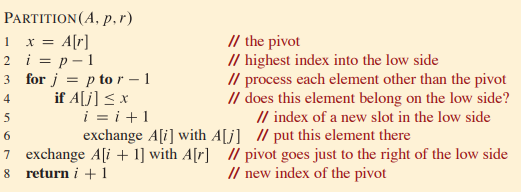 PARTITION(A, p, r)
1 x = A[r] // the pivot
2 i = p − 1 // highest index into the low side
3 for j = p to r − 1 // process each element other than the pivot
4 if A[j] ≤ x // does this element belong on the low side?
5 i = i + 1 // index of a new slot in the low side
6 exchange A[i] with A[j] // put this element there
7 exchange A[i + 1] with A[r] // pivot goes just to the right of the low side
8 return i + 1 // new index of the pivot